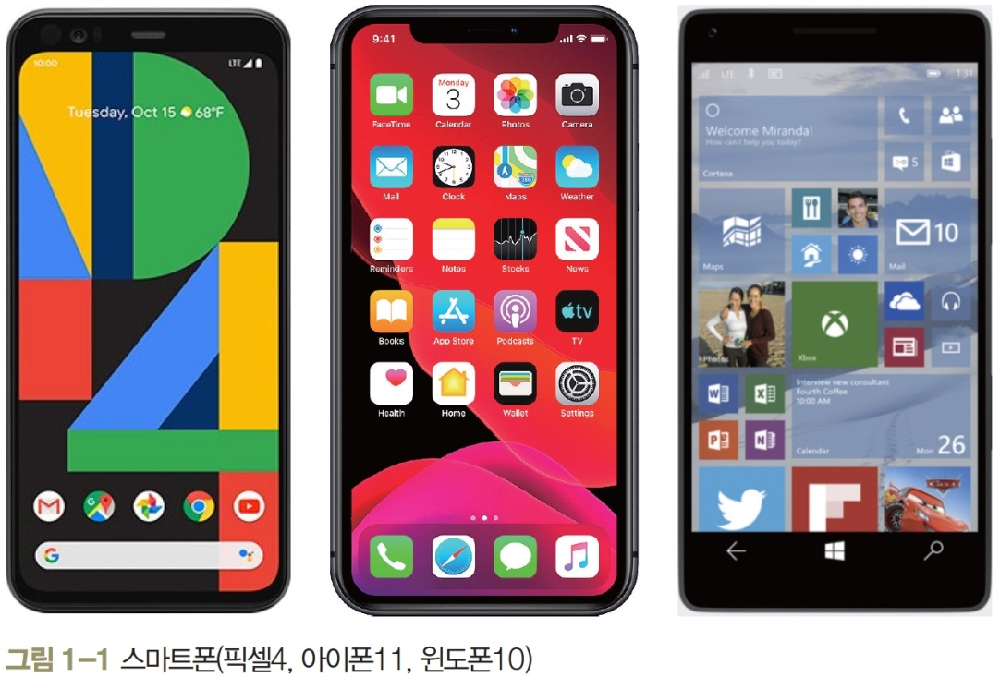 10:00
LTE
Tuesday, Oct 15 68°F
G
9:41
Monday
3
FaceTime Calendar Photos Camera
Mail Clock Maps Weather
Reminders Notes Stocks News
tv
Books App Store Podcasts TV
Health Home Wallet Settings
LTE 1:31
Welcome Miranda!
How can I help you today?
Cortana
5
10
Maps
Mail
Photos
Xbox
Interview new consultant
Fourth Coffee
10:00 AM
Calendar
Mon 26
그림 1-1 스마트폰(픽셀4, 아이폰11, 윈도폰10)